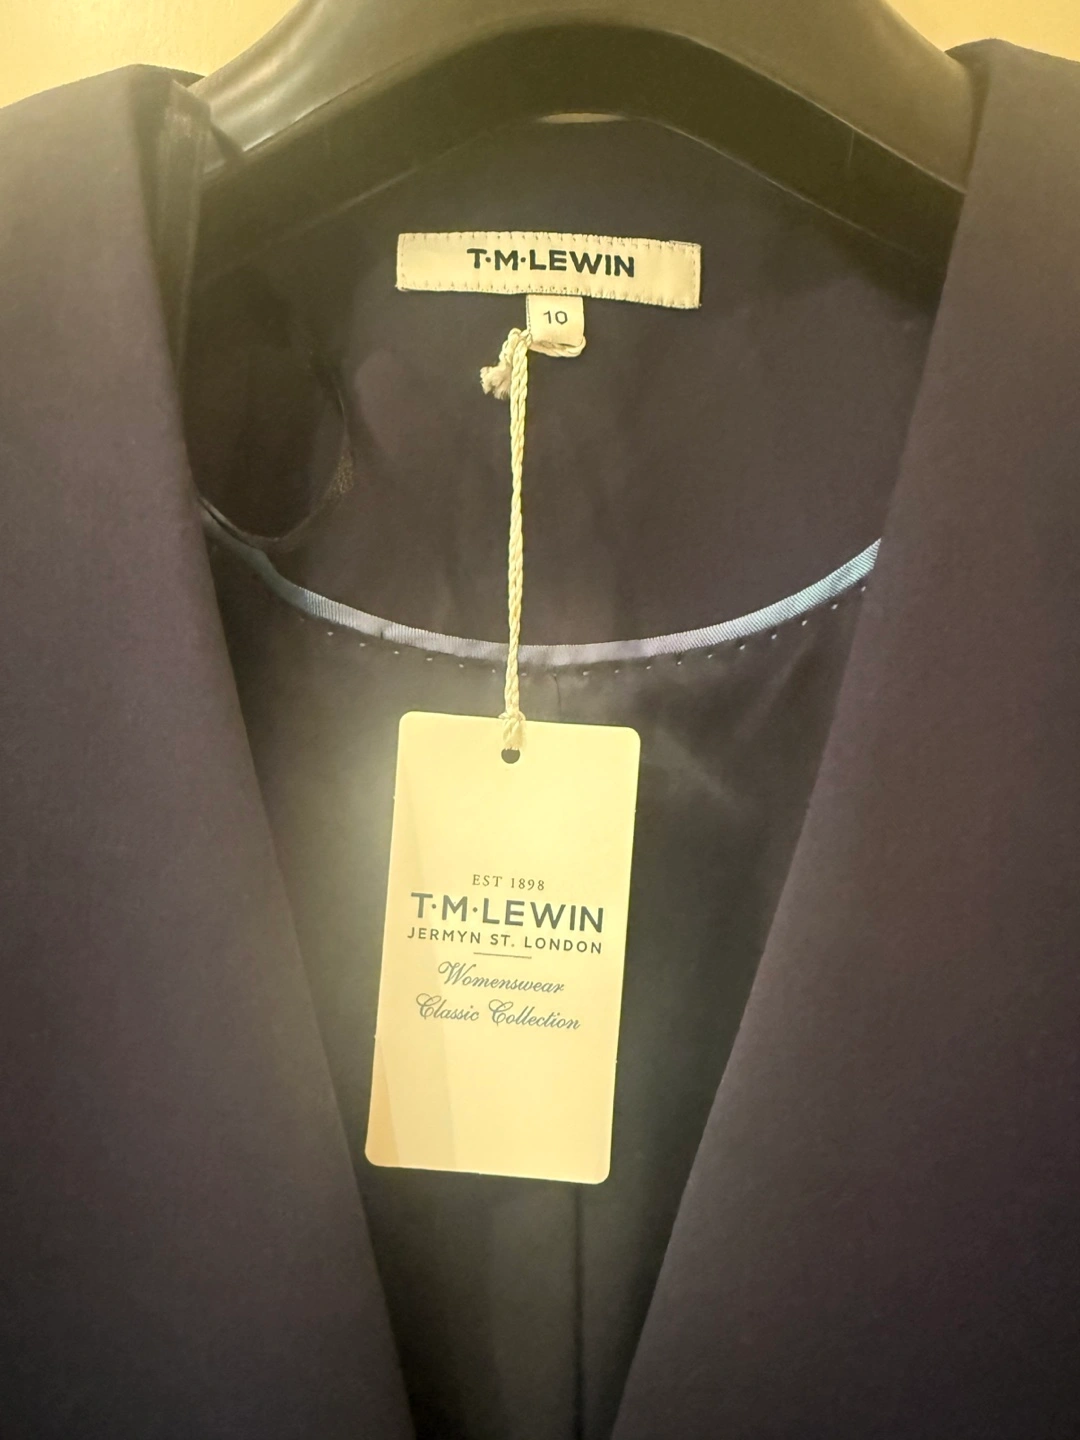 T·M·LEWIN
10
EST 1898
T·M·LEWIN
JERMYN ST. LONDON
Womenswear
Classic Collection